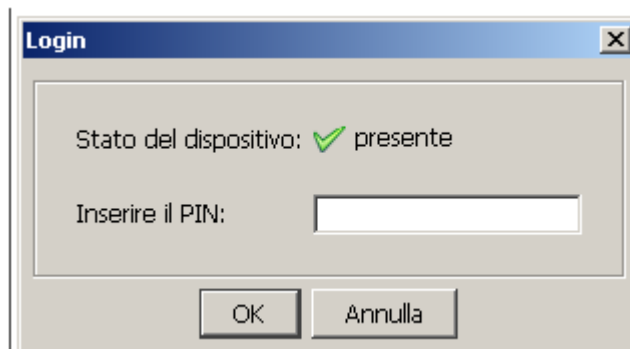 Login
Stato del dispositivo: presente
Inserire il PIN:
OK Annulla